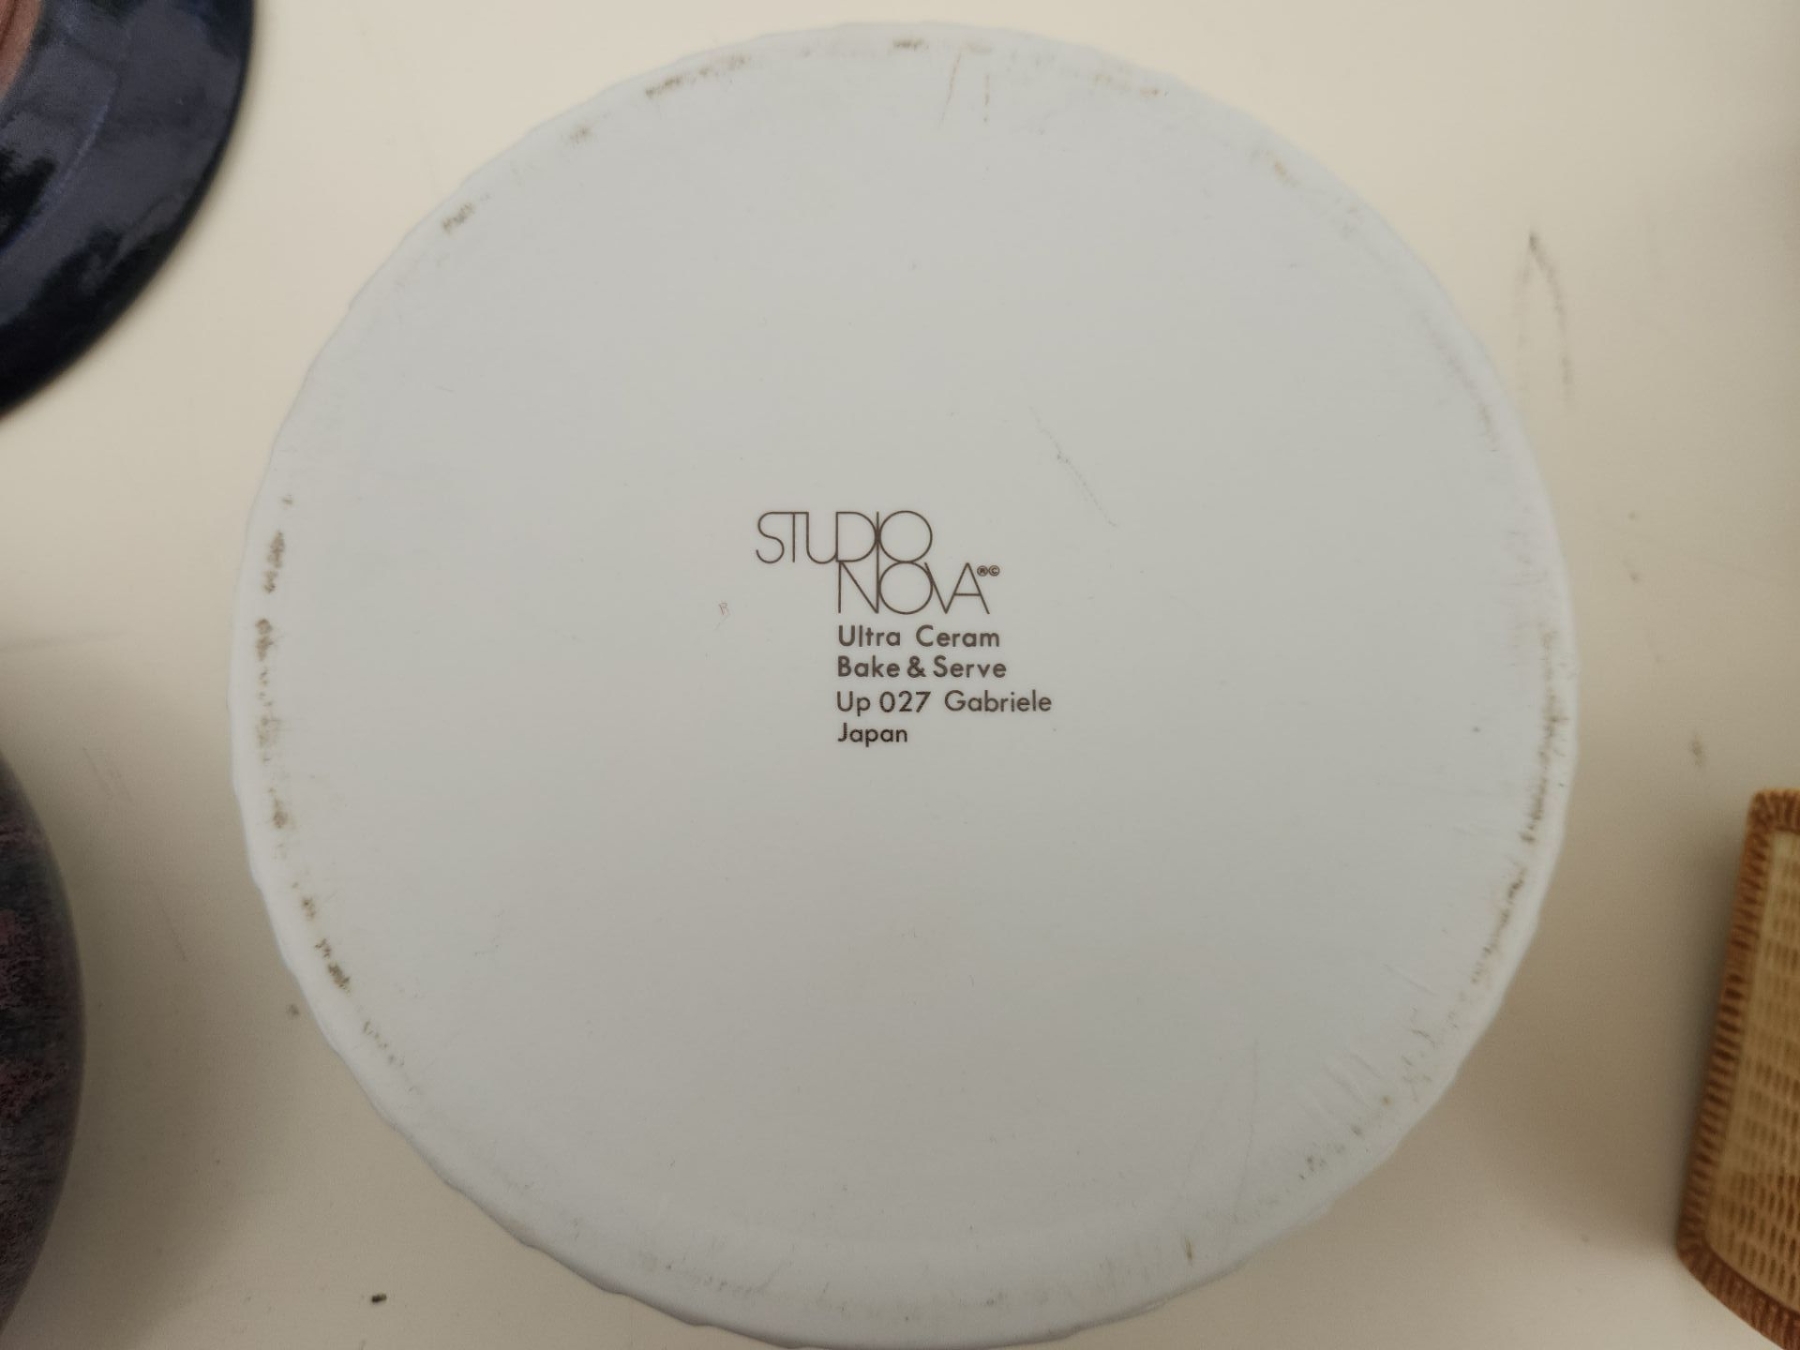 STUDIO
NOVA®©
Ultra Ceram
Bake & Serve
Up 027 Gabriele
Japan